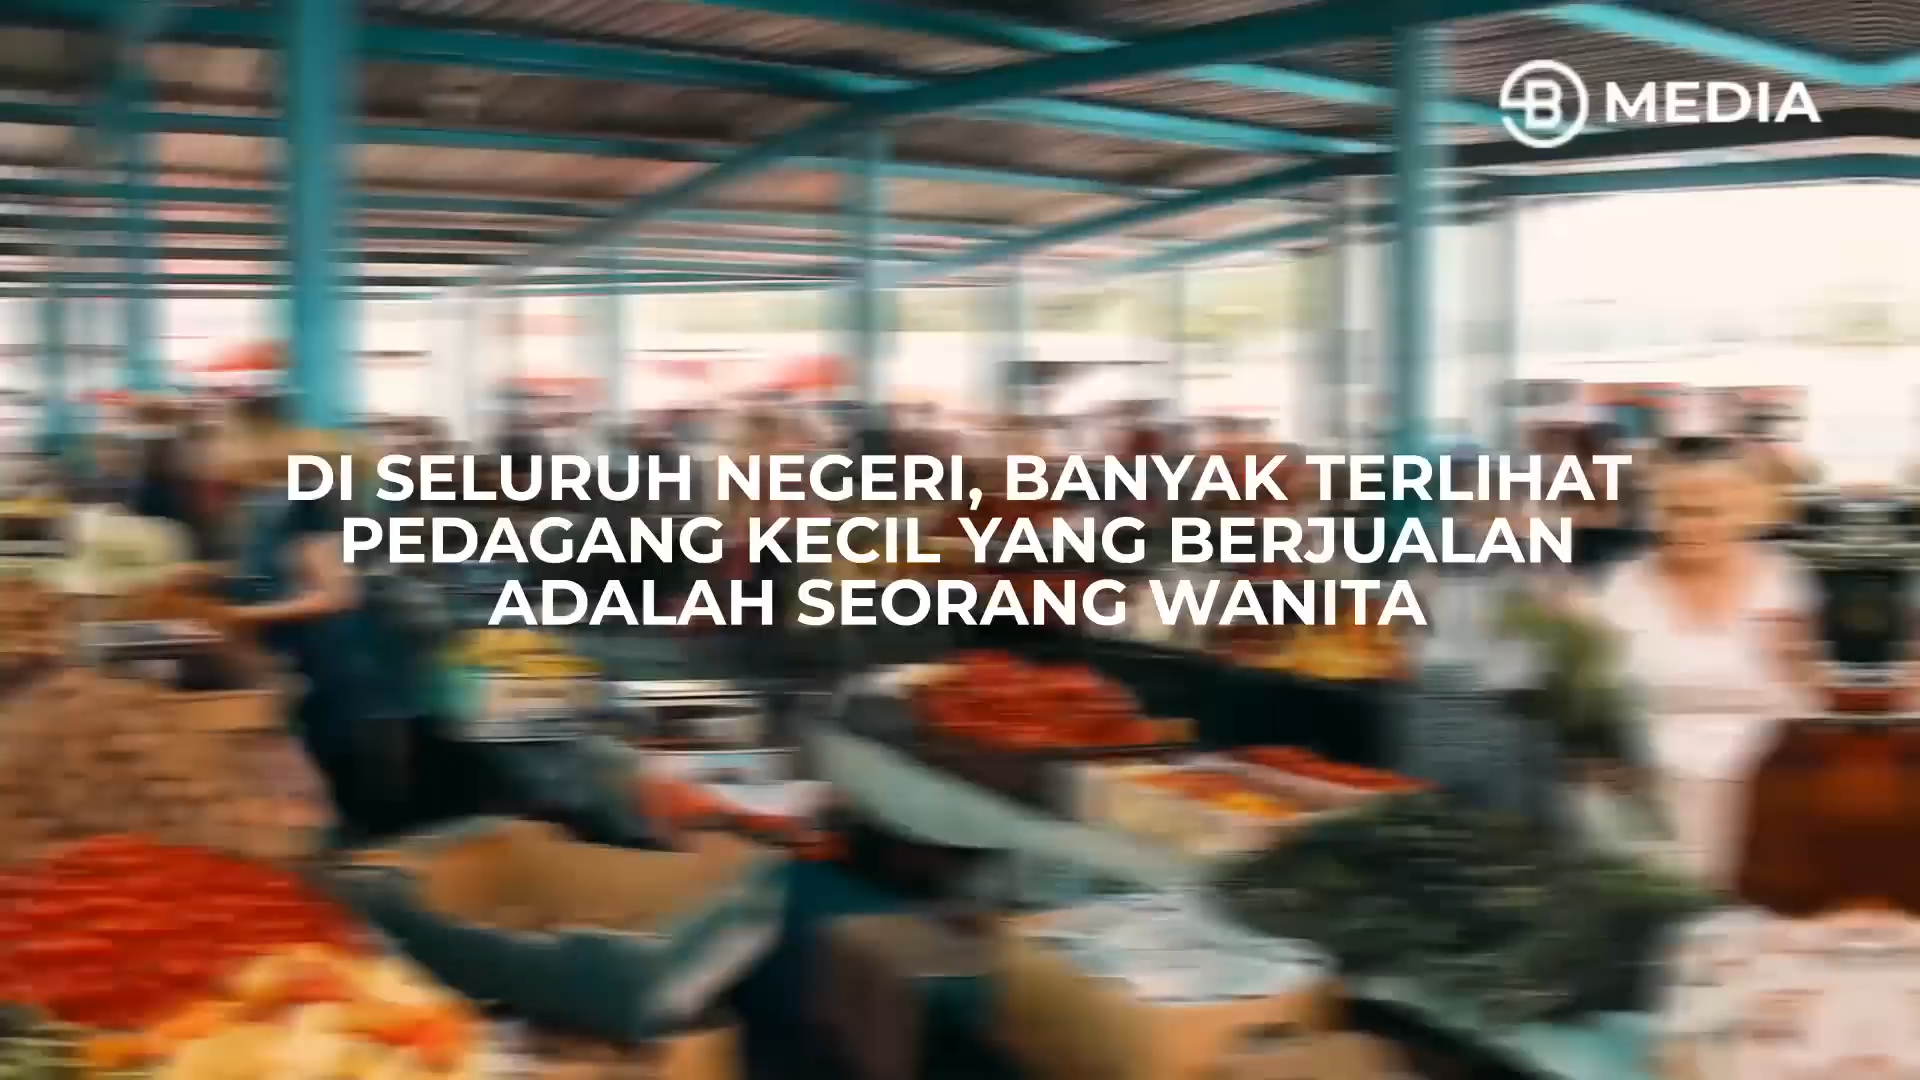 B MEDIA
DI SELURUH NEGERI, BANYAK TERLIHAT
PEDAGANG KECIL YANG BERJUALAN
ADALAH SEORANG WANITA